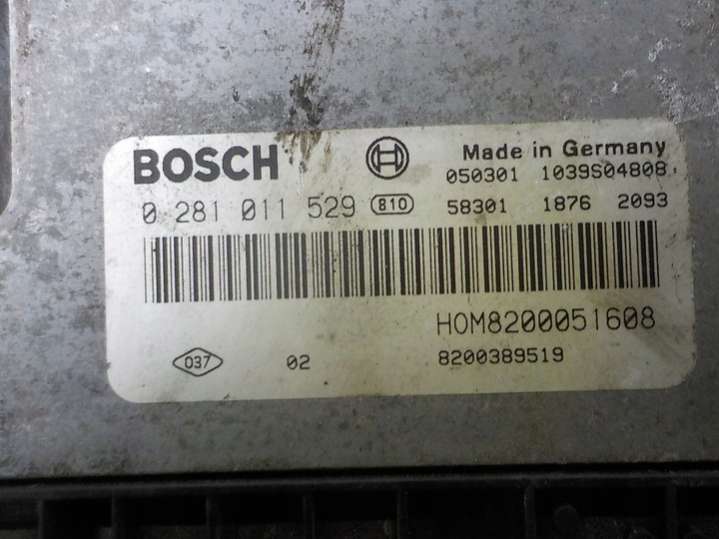 BOSCH
Made in Germany
050301 1039S04808
0 281 011 529 810 58301 1876 2093
HOM8200051608
037 02 8200389519